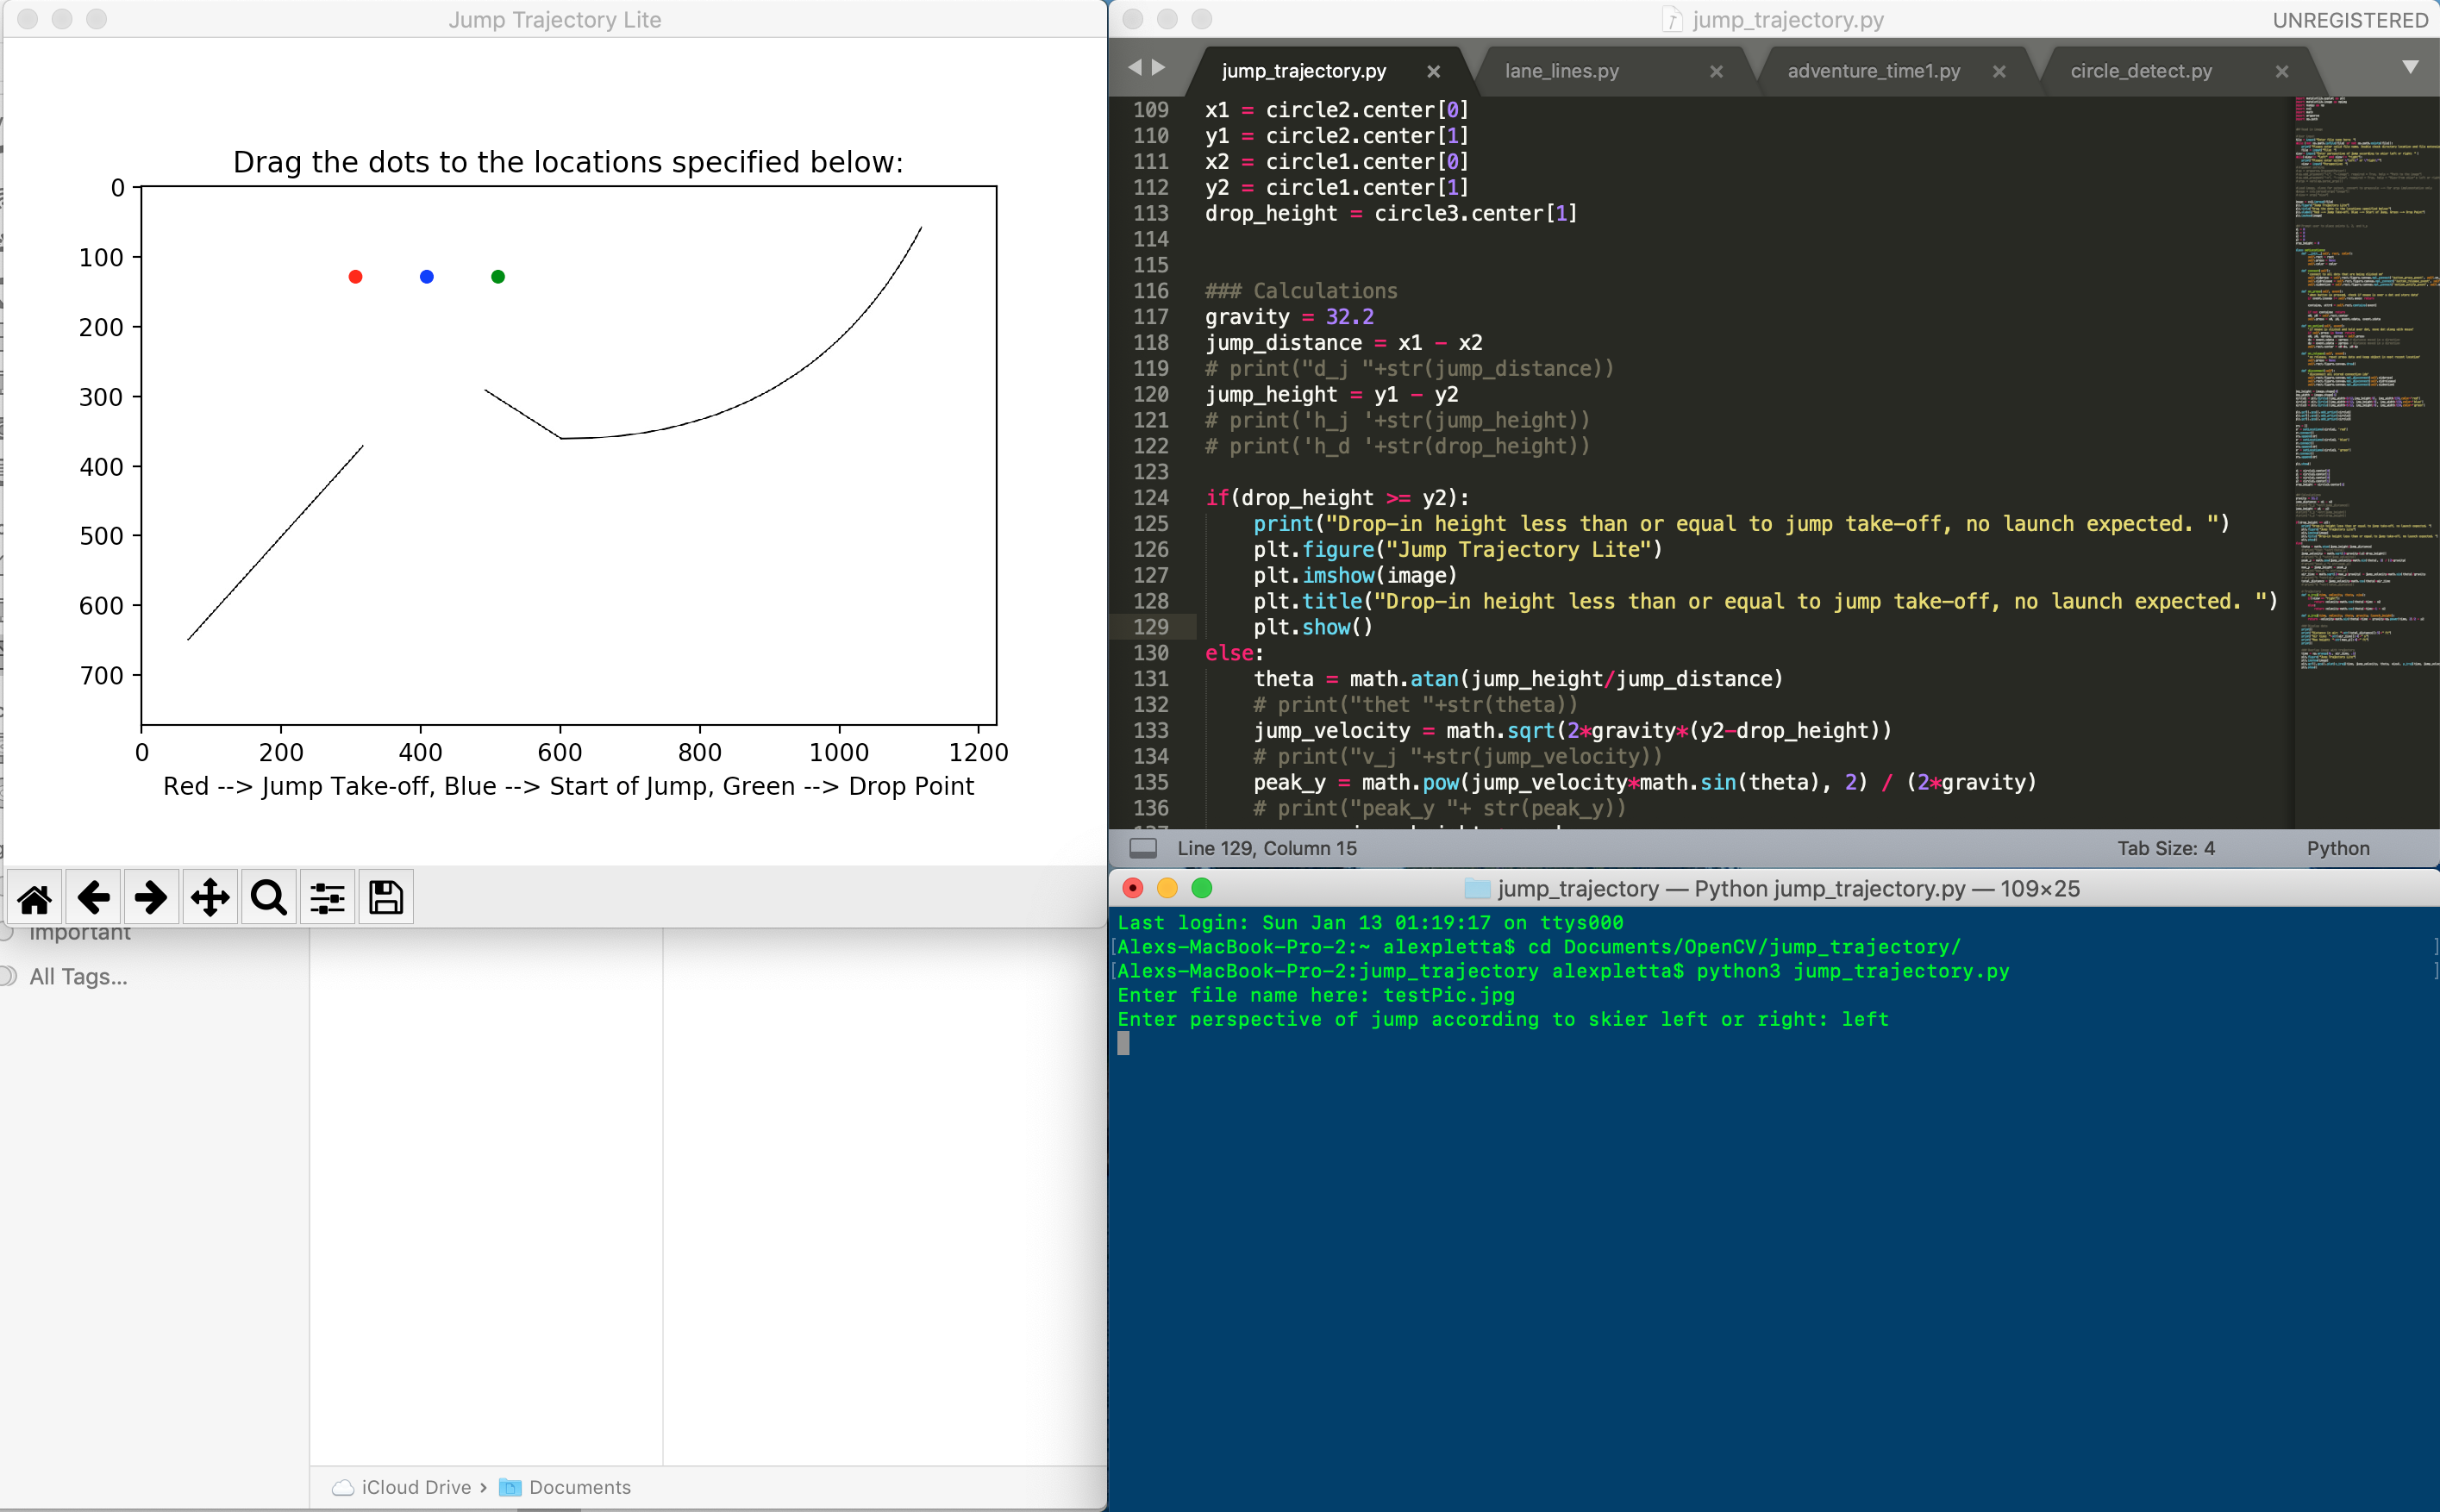 Jump Trajectory Lite
Drag the dots to the locations specified below:
0
100
200
300
400
500
600
700
0 200 400 600 800 1000 1200
Red --> Jump Take-off, Blue --> Start of Jump, Green --> Drop Point
Important
All Tags...
iCloud Drive › Documents
jump_trajectory.py
UNREGISTERED
jump_trajectory.py × lane_lines.py × adventure_time1.py × circle_detect.py ×
109 x1 = circle2.center[0]
110 y1 = circle2.center[1]
111 x2 = circle1.center[0]
112 y2 = circle1.center[1]
113 drop_height = circle3.center[1]
114
115
116 ### Calculations
117 gravity = 32.2
118 jump_distance = x1 - x2
119 # print("d_j "+str(jump_distance))
120 jump_height = y1 - y2
121 # print('h_j '+str(jump_height))
122 # print('h_d '+str(drop_height))
123
124 if(drop_height >= y2):
125     print("Drop-in height less than or equal to jump take-off, no launch expected. ")
126     plt.figure("Jump Trajectory Lite")
127     plt.imshow(image)
128     plt.title("Drop-in height less than or equal to jump take-off, no launch expected. ")
129     plt.show()
130 else:
131     theta = math.atan(jump_height/jump_distance)
132     # print("thet "+str(theta))
133     jump_velocity = math.sqrt(2*gravity*(y2-drop_height))
134     # print("v_j "+str(jump_velocity))
135     peak_y = math.pow(jump_velocity*math.sin(theta), 2) / (2*gravity)
136     # print("peak_y "+ str(peak_y))
Line 129, Column 15
Tab Size: 4
Python
jump_trajectory — Python jump_trajectory.py — 109×25
Last login: Sun Jan 13 01:19:17 on ttys000
[Alexs-MacBook-Pro-2:~ alexpletta$ cd Documents/OpenCV/jump_trajectory/ ]
[Alexs-MacBook-Pro-2:jump_trajectory alexpletta$ python3 jump_trajectory.py ]
Enter file name here: testPic.jpg
Enter perspective of jump according to skier left or right: left